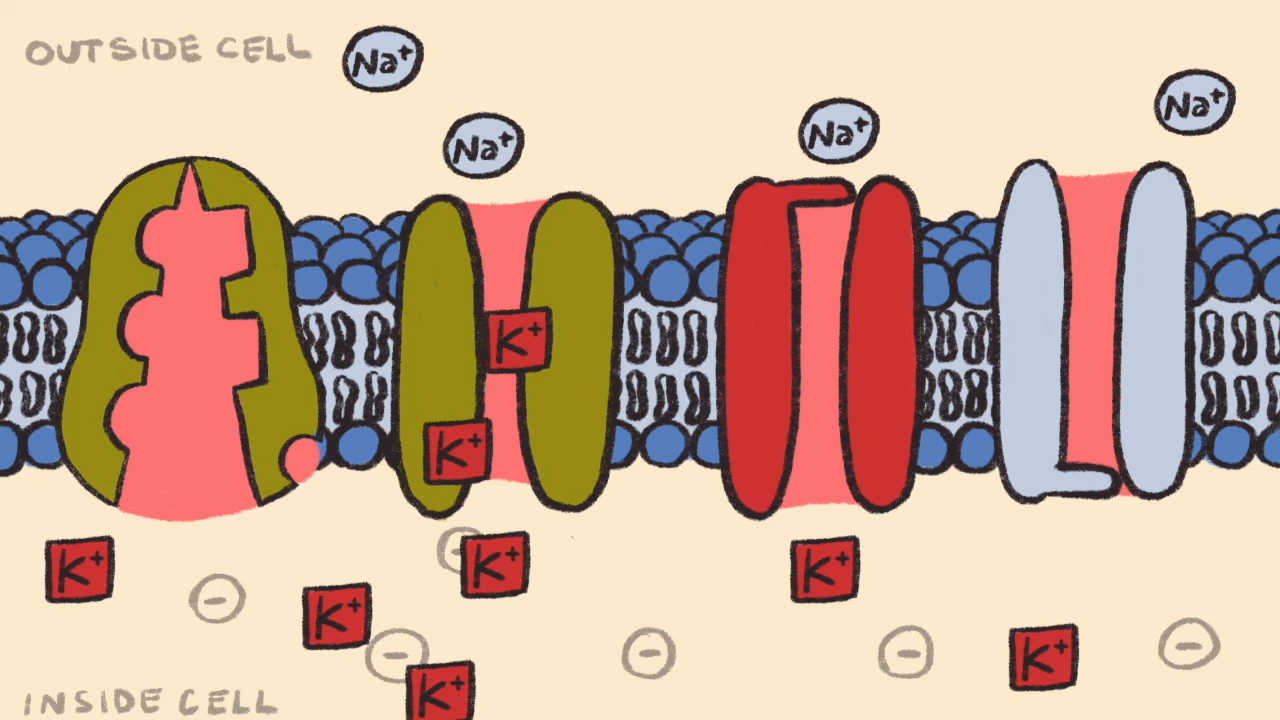 OUTSIDE CELL
Na+
Na+
Na+
Na+
K+
K+
K+
K+
K+
K+
K+
K+
-
-
-
-
-
-
INSIDE CELL